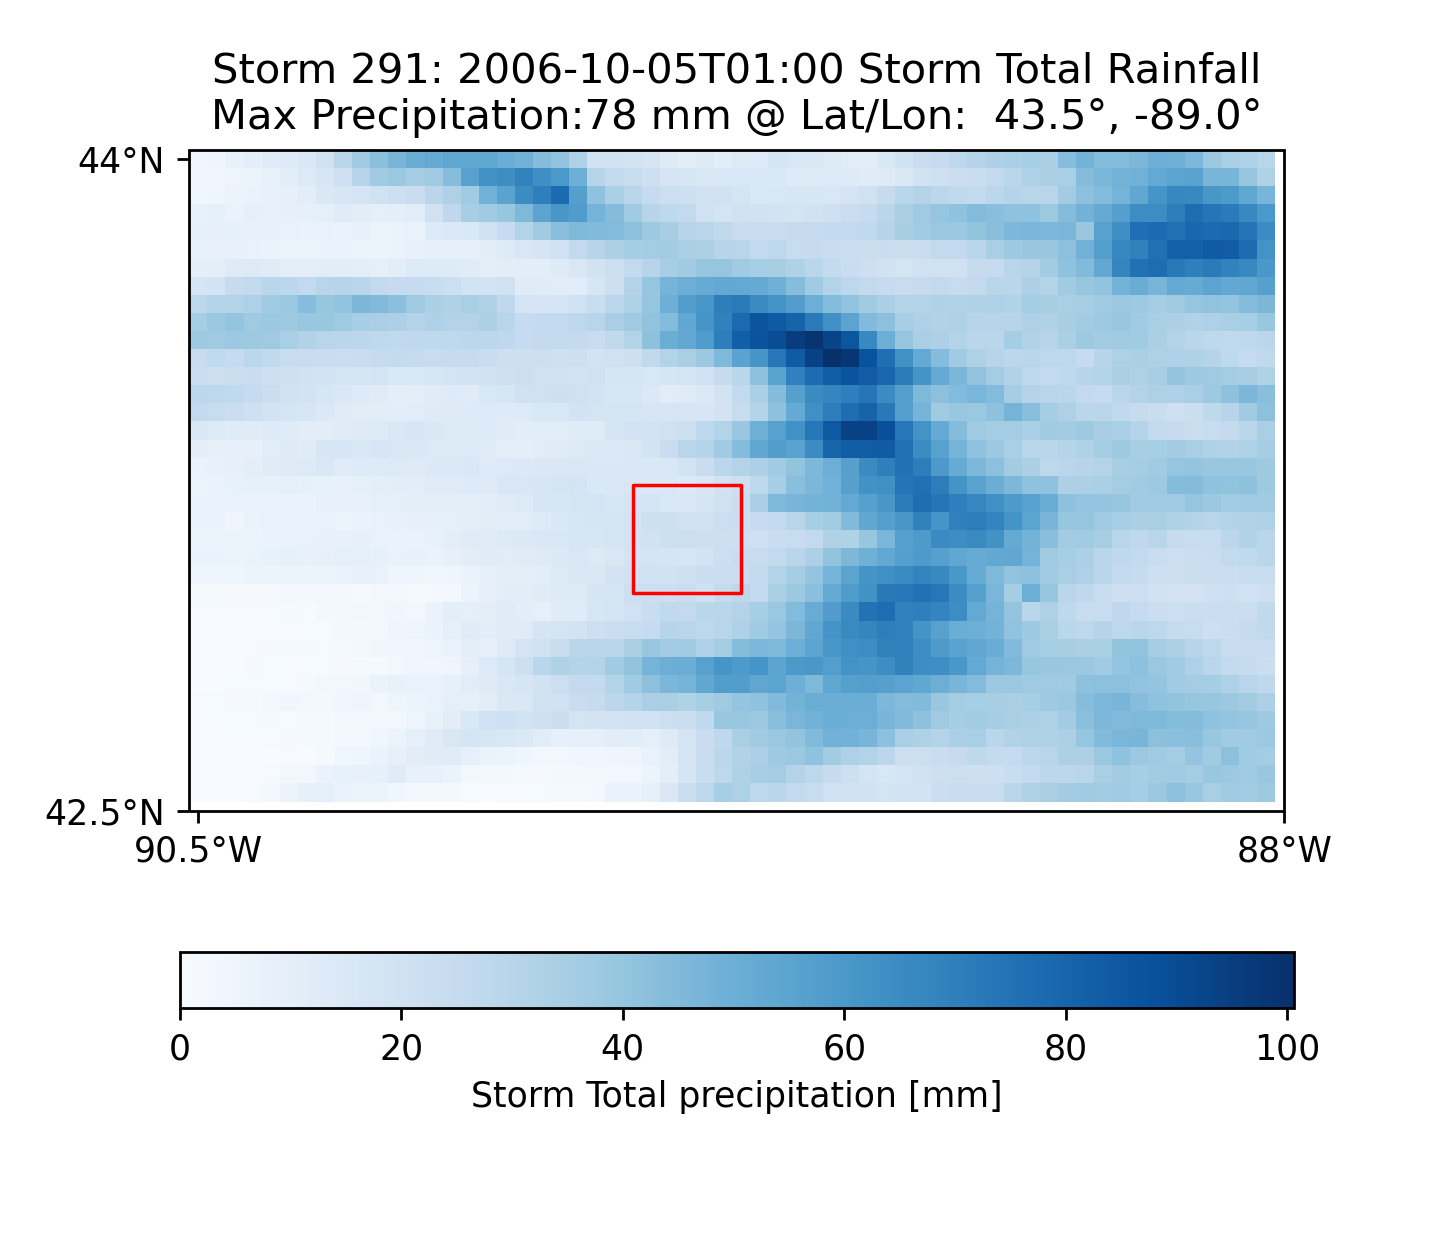 Storm 291: 2006-10-05T01:00 Storm Total Rainfall
Max Precipitation:78 mm @ Lat/Lon:  43.5°, -89.0°
44°N
42.5°N
90.5°W 88°W
0 20 40 60 80 100
Storm Total precipitation [mm]